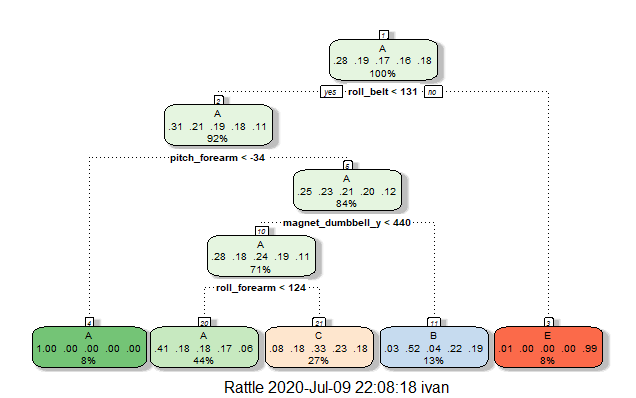 1
A
.28 .19 .17 .16 .18
100%
yes roll_belt < 131 no
2
A
.31 .21 .19 .18 .11
92%
pitch_forearm < -34
5
A
.25 .23 .21 .20 .12
84%
magnet_dumbbell_y < 440
10
A
.28 .18 .24 .19 .11
71%
roll_forearm < 124
4 20 21 11 3
A A C B E
1.00 .00 .00 .00 .00 .41 .18 .18 .17 .06 .08 .18 .33 .23 .18 .03 .52 .04 .22 .19 .01 .00 .00 .00 .99
8% 44% 27% 13% 8%
Rattle 2020-Jul-09 22:08:18 ivan